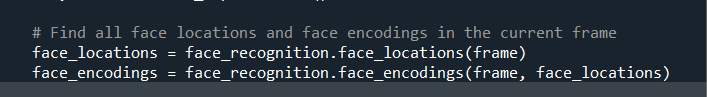 # Find all face locations and face encodings in the current frame
face_locations = face_recognition.face_locations(frame)
face_encodings = face_recognition.face_encodings(frame, face_locations)